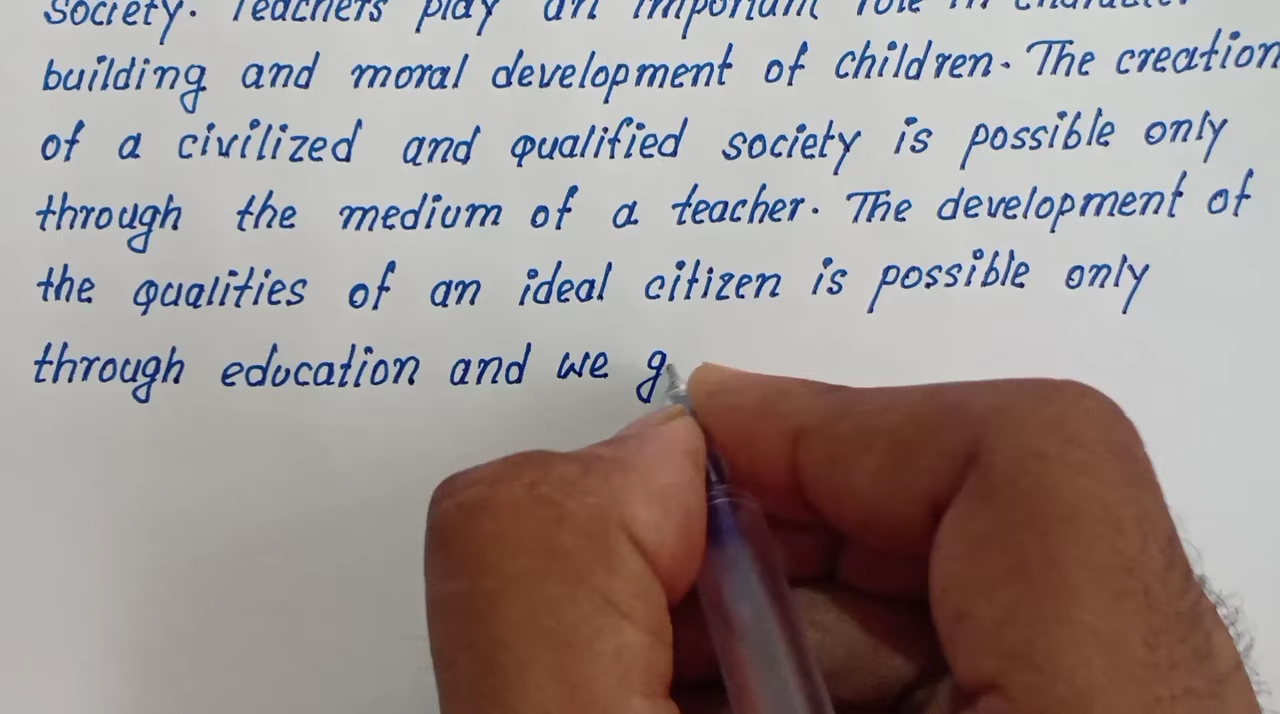 society. Teachers play an important role in character
building and moral development of children. The creation
of a civilized and qualified society is possible only
through the medium of a teacher. The development of
the qualities of an ideal citizen is possible only
through education and we g